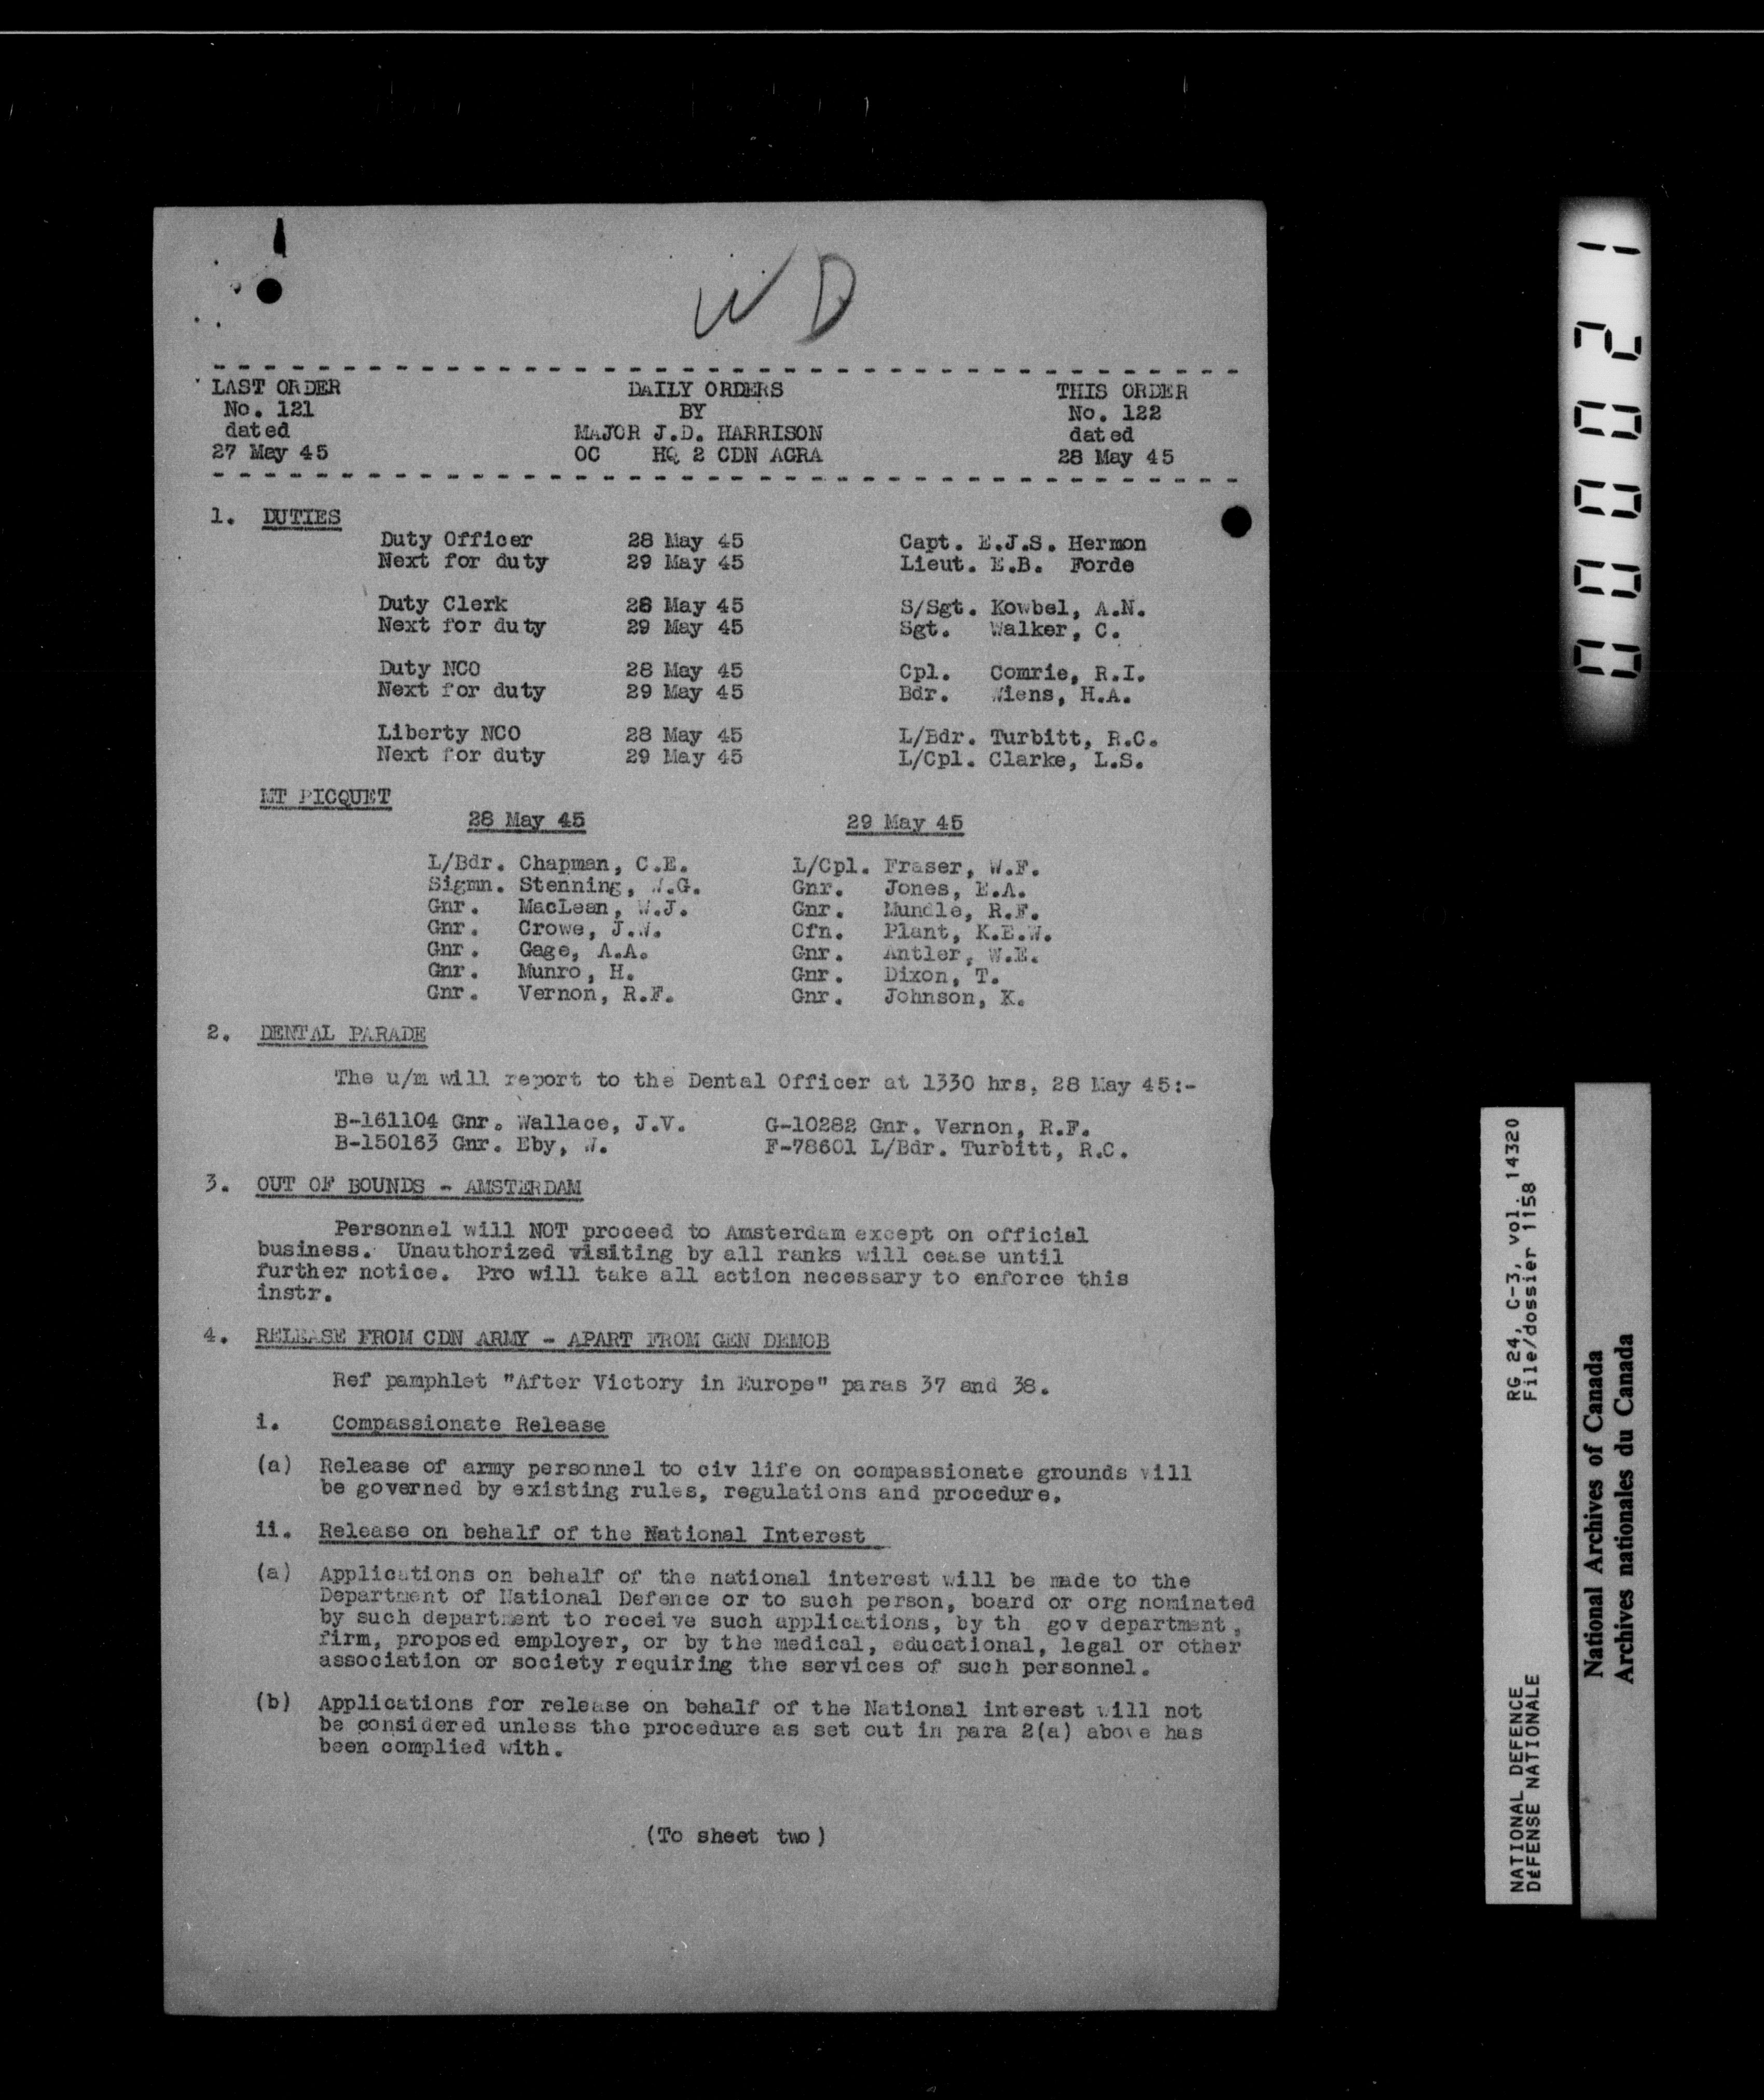 WD
LAST ORDER DAILY ORDERS THIS ORDER
No. 121 BY No. 122
dated MAJOR J.D. HARRISON dated
27 May 45 OC HQ 2 CDN AGRA 28 May 45
1. DUTIES
Duty Officer 28 May 45 Capt. E.J.S. Hermon
Next for duty 29 May 45 Lieut. E.B. Forde
Duty Clerk 28 May 45 S/Sgt. Kowbel, A.N.
Next for duty 29 May 45 Sgt. Walker, C.
Duty NCO 28 May 45 Cpl. Comrie, R.I.
Next for duty 29 May 45 Bdr. Wiens, H.A.
Liberty NCO 28 May 45 L/Bdr. Turbitt, R.C.
Next for duty 29 May 45 L/Cpl. Clarke, L.S.
MT PICQUET
28 May 45 29 May 45
L/Bdr. Chapman, C.E. L/Cpl. Fraser, W.F.
Sigmn. Stenning, W.G. Gnr. Jones, E.A.
Gnr. MacLean, W.J. Gnr. Mundle, R.F.
Gnr. Crowe, J.W. Cfn. Plant, K.E.W.
Gnr. Gage, A.A. Gnr. Antler, W.E.
Gnr. Munro, H. Gnr. Dixon, T.
Gnr. Vernon, R.F. Gnr. Johnson, K.
2. DENTAL PARADE
The u/m will report to the Dental Officer at 1330 hrs, 28 May 45:-
B-161104 Gnr. Wallace, J.V. G-10282 Gnr. Vernon, R.F.
B-150163 Gnr. Eby, W. F-78601 L/Bdr. Turbitt, R.C.
3. OUT OF BOUNDS - AMSTERDAM
Personnel will NOT proceed to Amsterdam except on official
business. Unauthorized visiting by all ranks will cease until
further notice. Pro will take all action necessary to enforce this
instr.
4. RELEASE FROM CDN ARMY - APART FROM GEN DEMOB
Ref pamphlet "After Victory in Europe" paras 37 and 38.
i. Compassionate Release
(a) Release of army personnel to civ life on compassionate grounds will
be governed by existing rules, regulations and procedure.
ii. Release on behalf of the National Interest
(a) Applications on behalf of the national interest will be made to the
Department of National Defence or to such person, board or org nominated
by such department to receive such applications, by th gov department,
firm, proposed employer, or by the medical, educational, legal or other
association or society requiring the services of such personnel.
(b) Applications for release on behalf of the National interest will not
be considered unless the procedure as set out in para 2(a) above has
been complied with.
(To sheet two)
000021
NATIONAL DEFENCE RG 24, C-3, vol. 14320
DÉFENSE NATIONALE File/dossier 1158
National Archives of Canada
Archives nationales du Canada